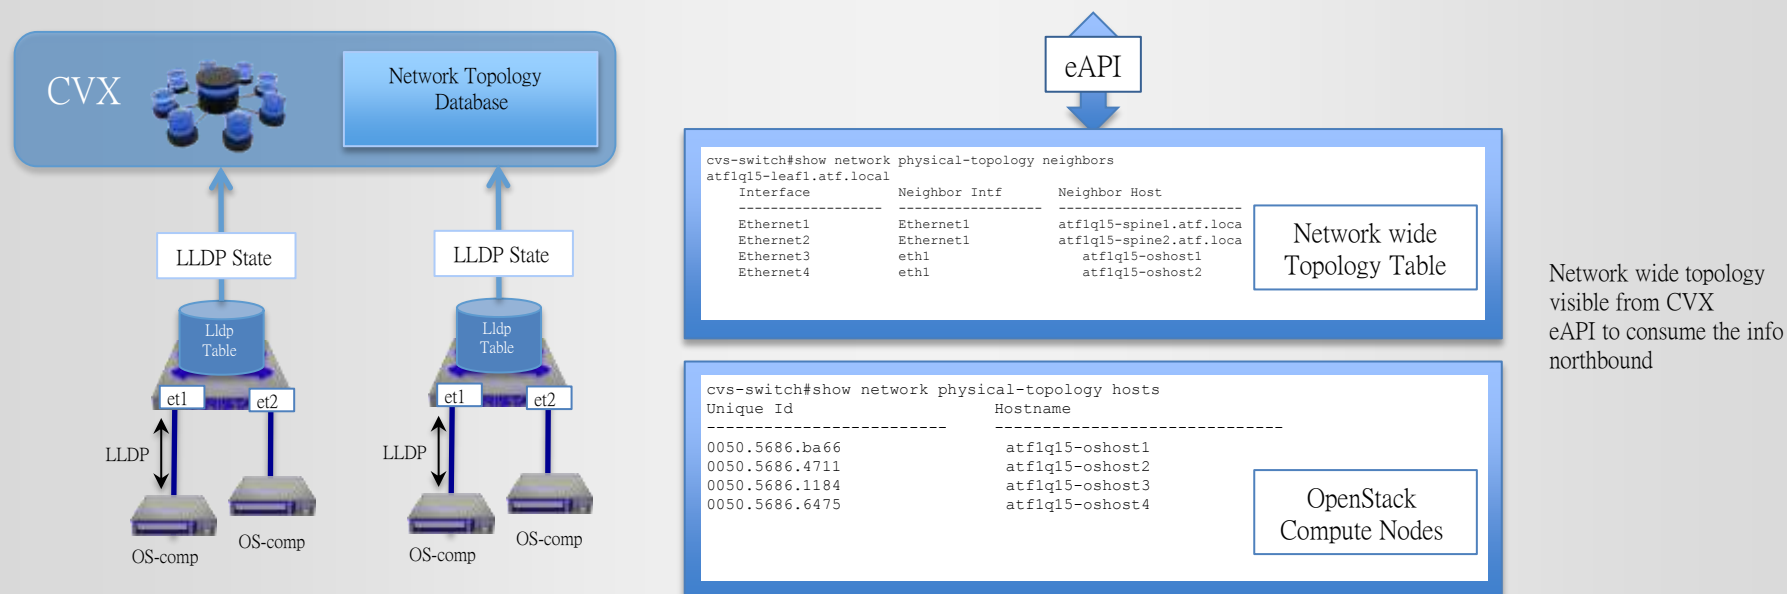 CVX
Network Topology
Database
LLDP State
LLDP State
Lldp
Table
Lldp
Table
et1
et2
et1
et2
LLDP
LLDP
OS-comp
OS-comp
OS-comp
OS-comp
eAPI
cvs-switch#show network physical-topology neighbors
atf1q15-leaf1.atf.local
Interface Neighbor Intf Neighbor Host
------------------ ------------------ -----------------------
Ethernet1 Ethernet1 atf1q15-spine1.atf.loca
Ethernet2 Ethernet1 atf1q15-spine2.atf.loca
Ethernet3 eth1 atf1q15-oshost1
Ethernet4 eth1 atf1q15-oshost2
Network wide
Topology Table
cvs-switch#show network physical-topology hosts
Unique Id Hostname
------------------------- ------------------------------
0050.5686.ba66 atf1q15-oshost1
0050.5686.4711 atf1q15-oshost2
0050.5686.1184 atf1q15-oshost3
0050.5686.6475 atf1q15-oshost4
OpenStack
Compute Nodes
Network wide topology
visible from CVX
eAPI to consume the info
northbound